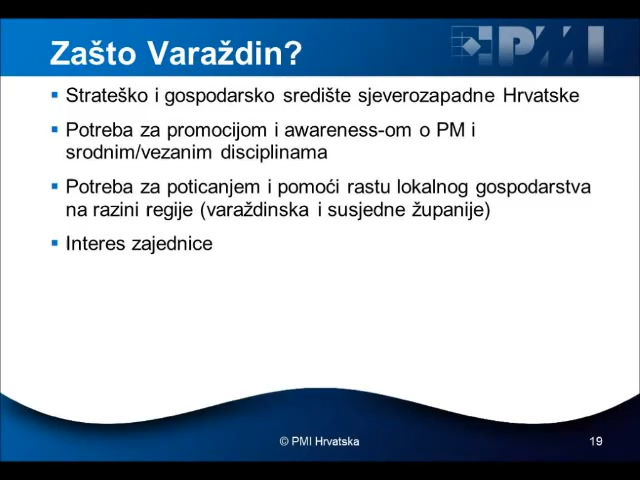 Zašto Varaždin?
PMI
Strateško i gospodarsko središte sjeverozapadne Hrvatske
Potreba za promocijom i awareness-om o PM i
srodnim/vezanim disciplinama
Potreba za poticanjem i pomoći rastu lokalnog gospodarstva
na razini regije (varaždinska i susjedne županije)
Interes zajednice
© PMI Hrvatska
19